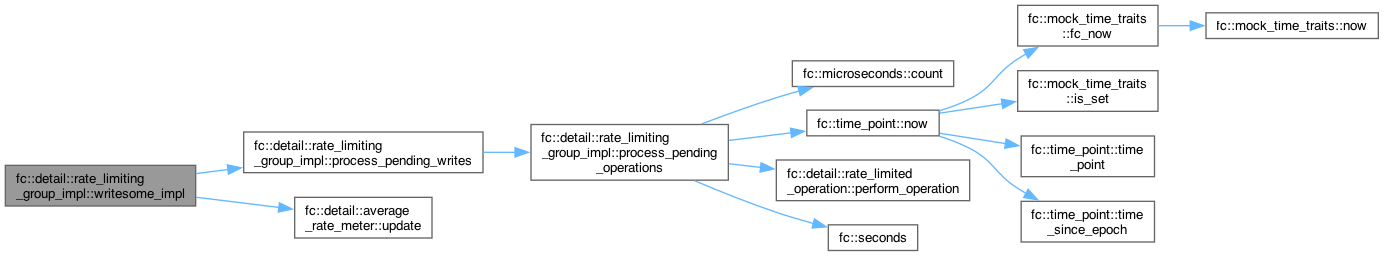 fc::detail::rate_limiting
_group_impl::writesome_impl
fc::detail::rate_limiting
_group_impl::process_pending_writes
fc::detail::average
_rate_meter::update
fc::detail::rate_limiting
_group_impl::process_pending
_operations
fc::microseconds::count
fc::time_point::now
fc::detail::rate_limited
_operation::perform_operation
fc::seconds
fc::mock_time_traits
::fc_now
fc::mock_time_traits
::is_set
fc::time_point::time
_point
fc::time_point::time
_since_epoch
fc::mock_time_traits::now